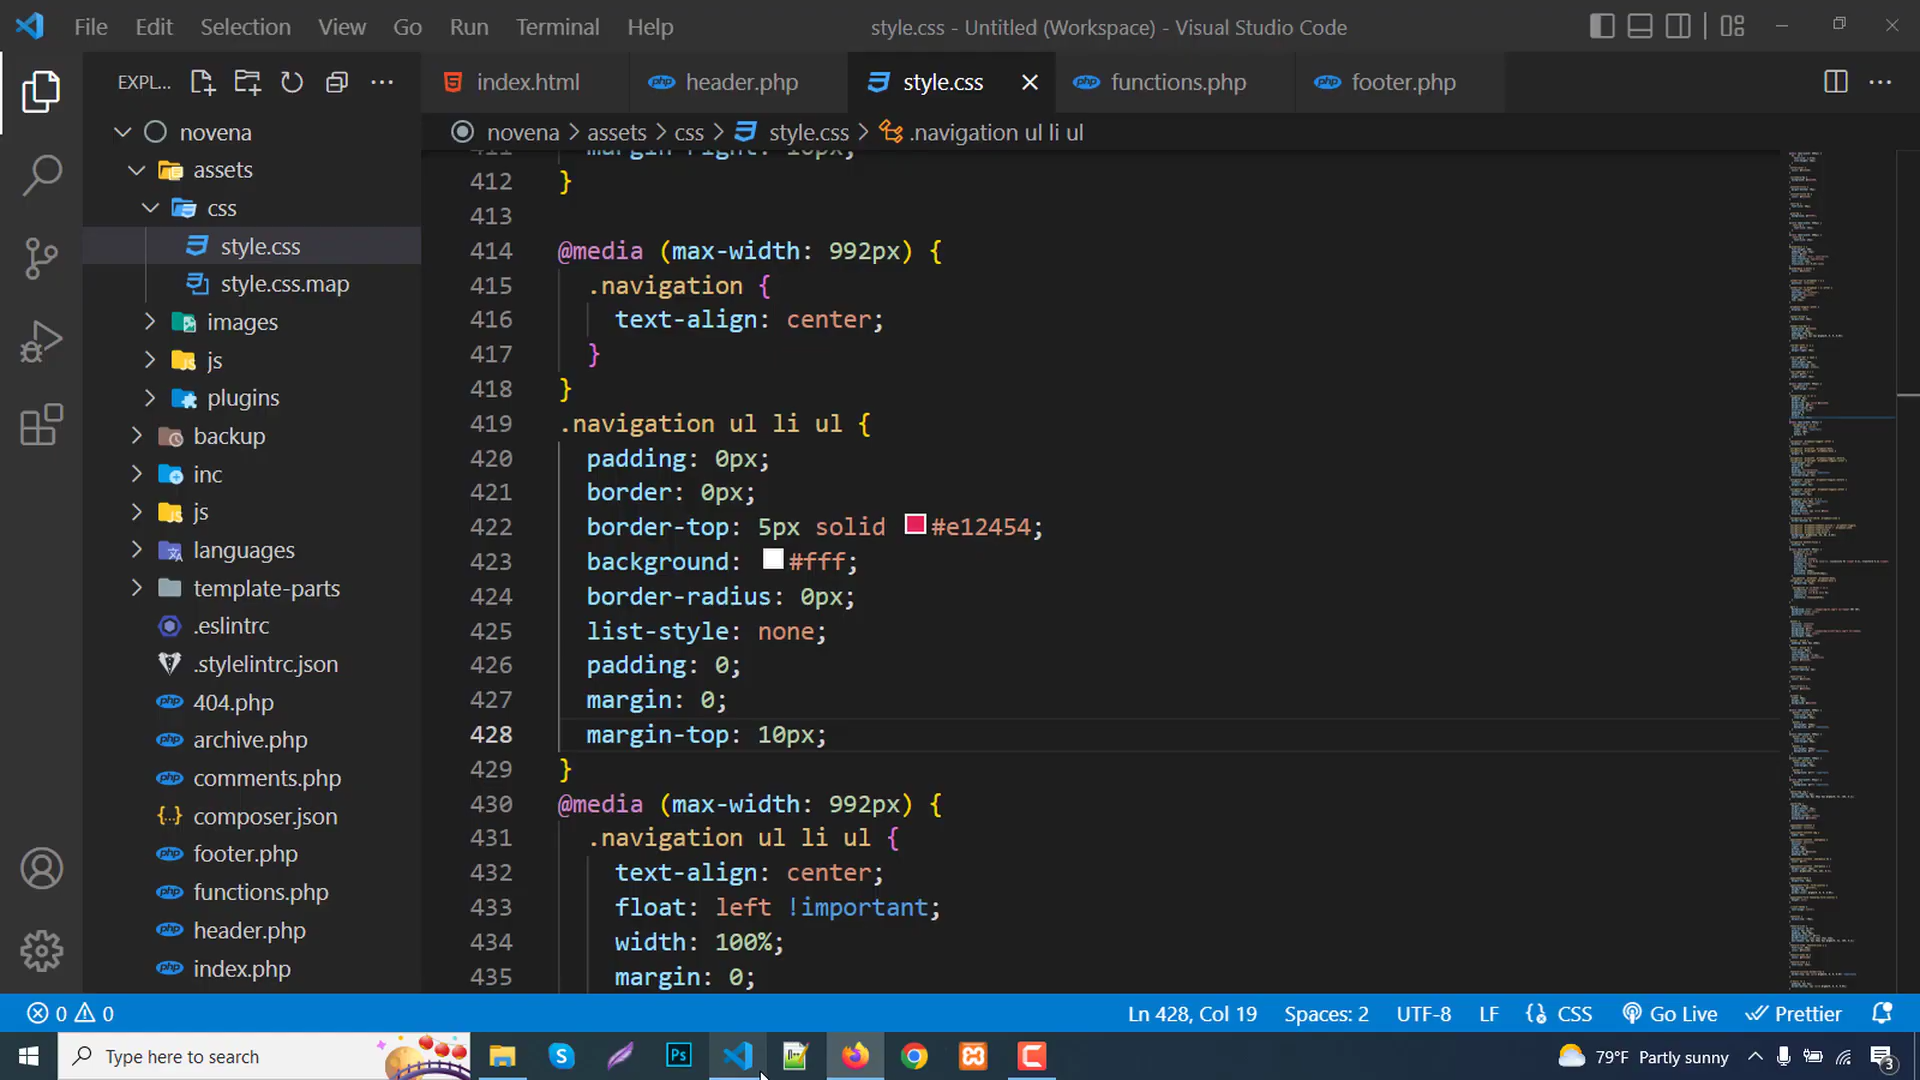 File Edit Selection View Go Run Terminal Help
style.css - Untitled (Workspace) - Visual Studio Code
EXPL...
index.html
header.php
style.css
functions.php
footer.php
novena > assets > css > style.css > .navigation ul li ul
novena
assets
css
style.css
style.css.map
images
js
plugins
backup
inc
js
languages
template-parts
.eslintrc
.stylelintrc.json
404.php
archive.php
comments.php
composer.json
footer.php
functions.php
header.php
index.php
411 margin-right: 10px;
412 }
413
414 @media (max-width: 992px) {
415 .navigation {
416 text-align: center;
417 }
418 }
419 .navigation ul li ul {
420 padding: 0px;
421 border: 0px;
422 border-top: 5px solid #e12454;
423 background: #fff;
424 border-radius: 0px;
425 list-style: none;
426 padding: 0;
427 margin: 0;
428 margin-top: 10px;
429 }
430 @media (max-width: 992px) {
431 .navigation ul li ul {
432 text-align: center;
433 float: left !important;
434 width: 100%;
435 margin: 0;
0 0
Ln 428, Col 19 Spaces: 2 UTF-8 LF CSS Go Live Prettier
Type here to search
Ps
79°F Partly sunny
3